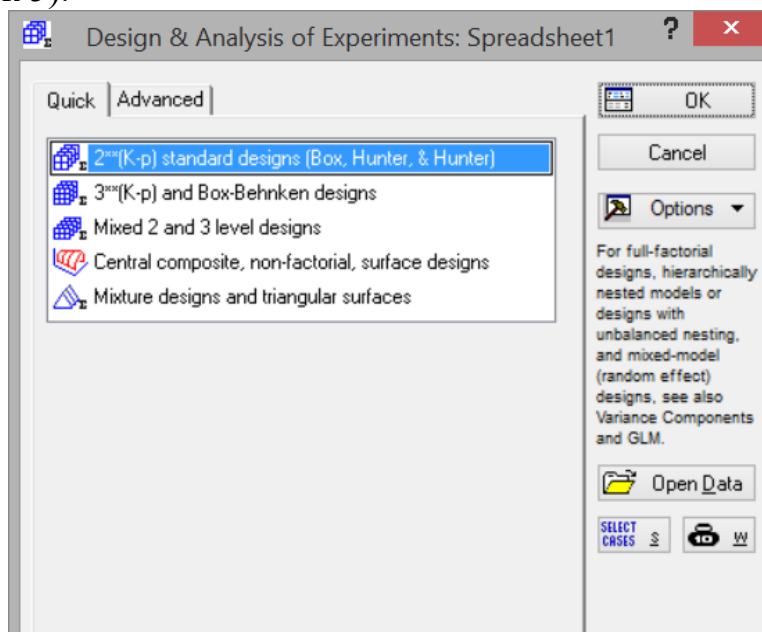 Design & Analysis of Experiments: Spreadsheet1
?
Quick
Advanced
2**(K-p) standard designs (Box, Hunter, & Hunter)
3**(K-p) and Box-Behnken designs
Mixed 2 and 3 level designs
Central composite, non-factorial, surface designs
Mixture designs and triangular surfaces
OK
Cancel
Options
For full-factorial
designs, hierarchically
nested models or
designs with
unbalanced nesting,
and mixed-model
(random effect)
designs, see also
Variance Components
and GLM.
Open Data
SELECT
CASES
S
W